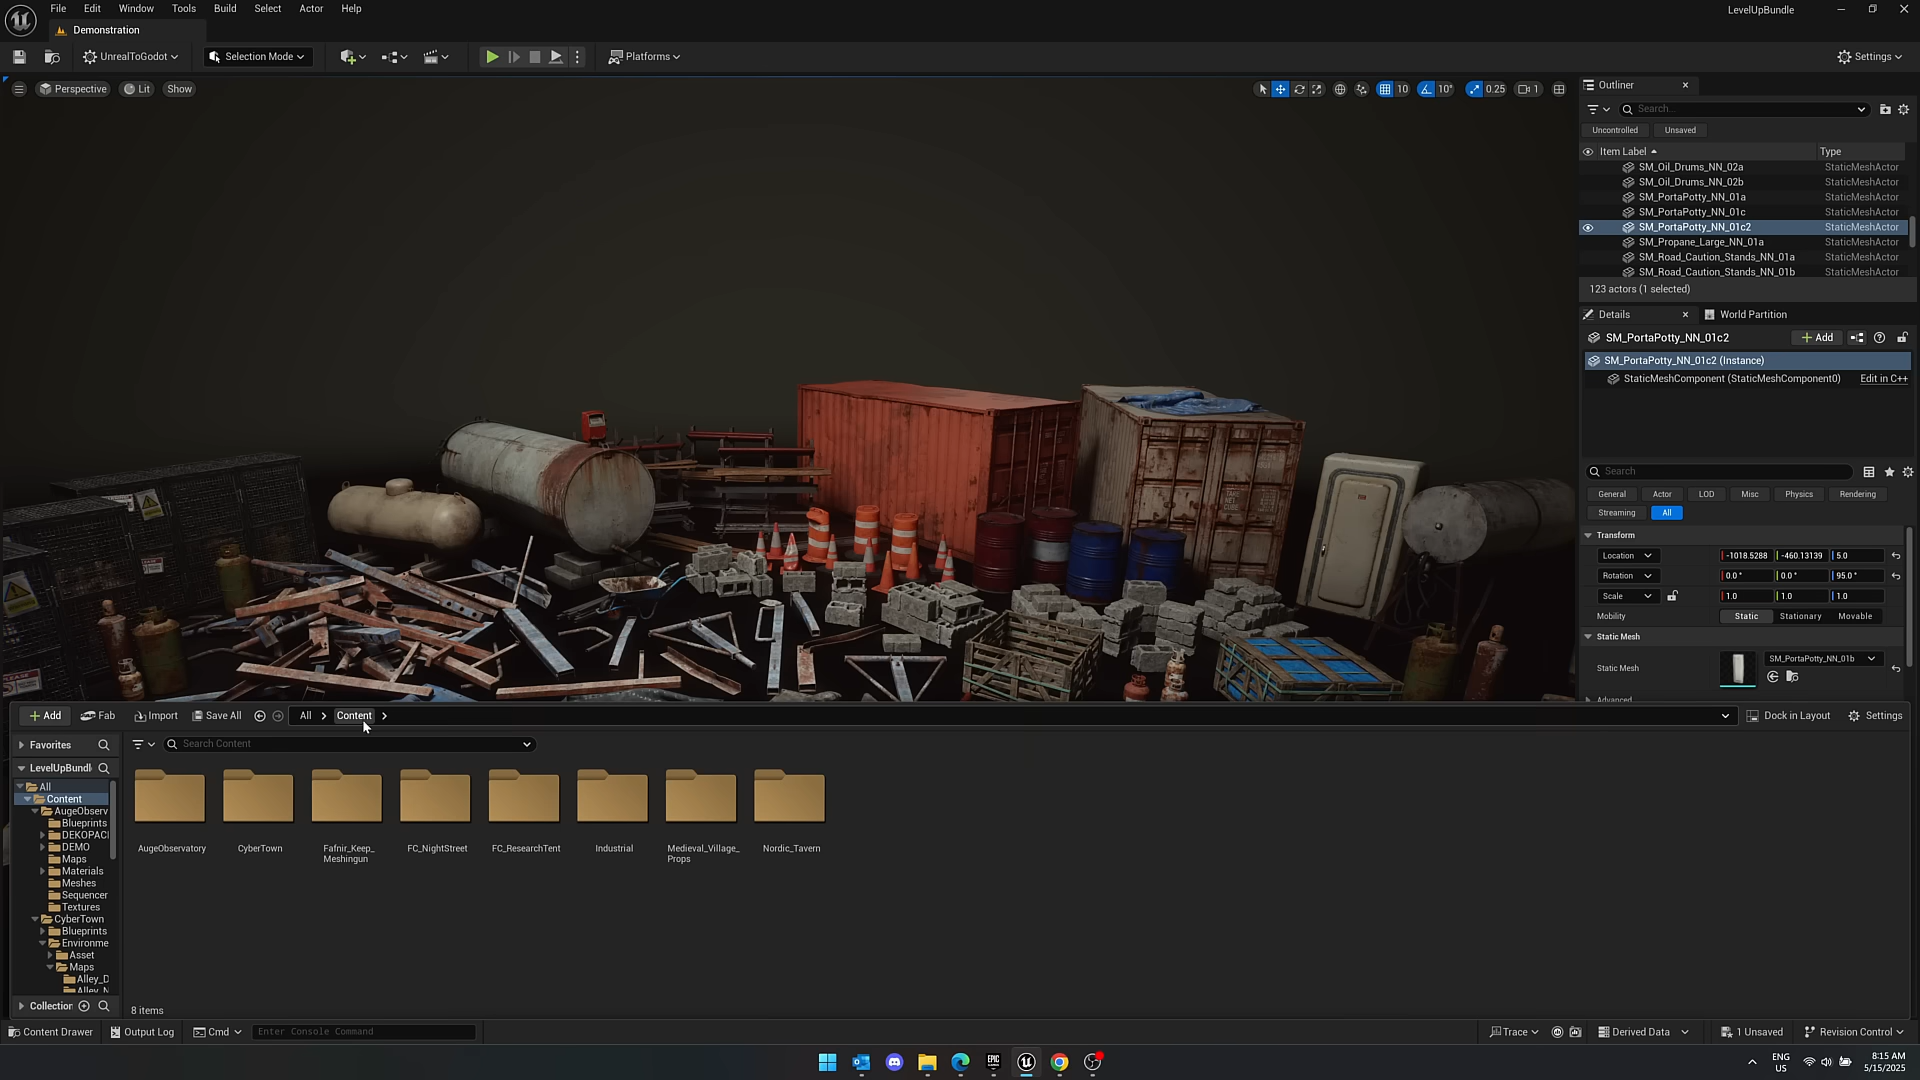 File Edit Window Tools Build Select Actor Help
LevelUpBundle
Demonstration
UnrealToGodot
Selection Mode
Platforms
Settings
Perspective
Lit
Show
10
10°
0.25
1
Outliner
Search...
Uncontrolled
Unsaved
Item Label
Type
SM_Oil_Drums_NN_02a StaticMeshActor
SM_Oil_Drums_NN_02b StaticMeshActor
SM_PortaPotty_NN_01a StaticMeshActor
SM_PortaPotty_NN_01c StaticMeshActor
SM_PortaPotty_NN_01c2 StaticMeshActor
SM_Propane_Large_NN_01a StaticMeshActor
SM_Road_Caution_Stands_NN_01a StaticMeshActor
SM_Road_Caution_Stands_NN_01b StaticMeshActor
123 actors (1 selected)
Details
World Partition
SM_PortaPotty_NN_01c2
Add
SM_PortaPotty_NN_01c2 (Instance)
StaticMeshComponent (StaticMeshComponent0) Edit in C++
Search
General Actor LOD Misc Physics Rendering
Streaming All
Transform
Location -1018.5288 -460.13139 5.0
Rotation 0.0 ° 0.0 ° 95.0 °
Scale 1.0 1.0 1.0
Mobility Static Stationary Movable
Static Mesh
Static Mesh
SM_PortaPotty_NN_01b
Advanced
Add
Fab
Import
Save All
All
Content
Dock in Layout
Settings
Favorites
Search Content
LevelUpBundl
All
Content
AugeObserv
Blueprints
DEKOPAC
DEMO
Maps
Materials
Meshes
Sequencer
Textures
CyberTown
Blueprints
Environme
Asset
Maps
Alley_D
Alley_N
Collection
AugeObservatory
CyberTown
Fafnir_Keep_
Meshingun
FC_NightStreet
FC_ResearchTent
Industrial
Medieval_Village_
Props
Nordic_Tavern
8 items
Content Drawer
Output Log
Cmd
Enter Console Command
Trace
Derived Data
1 Unsaved
Revision Control
EPIC
ENG
US
8:15 AM
5/15/2025